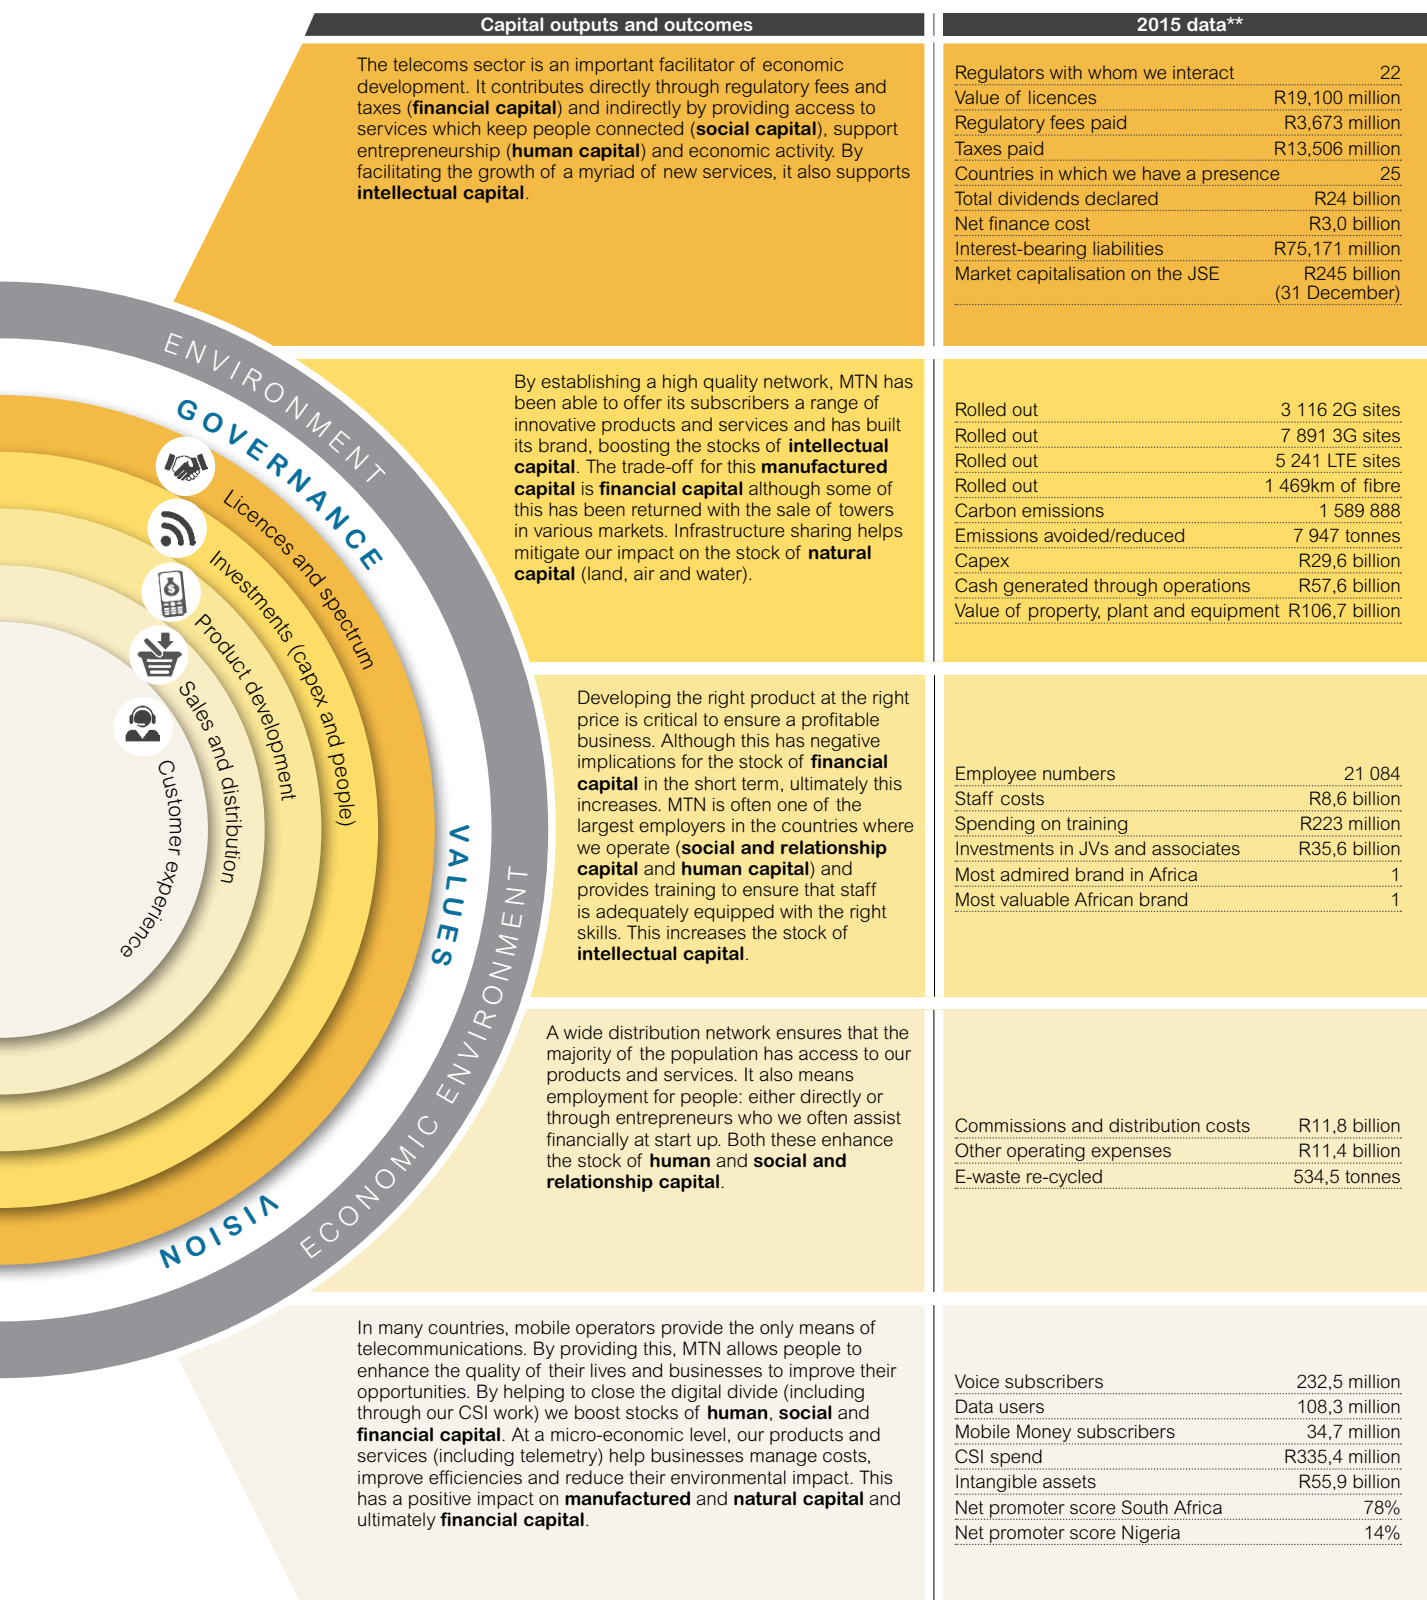 Capital outputs and outcomes
2015 data**
The telecoms sector is an important facilitator of economic
development. It contributes directly through regulatory fees and
taxes (financial capital) and indirectly by providing access to
services which keep people connected (social capital), support
entrepreneurship (human capital) and economic activity. By
facilitating the growth of a myriad of new services, it also supports
intellectual capital.
Regulators with whom we interact 22
Value of licences R19,100 million
Regulatory fees paid R3,673 million
Taxes paid R13,506 million
Countries in which we have a presence 25
Total dividends declared R24 billion
Net finance cost R3,0 billion
Interest-bearing liabilities R75,171 million
Market capitalisation on the JSE R245 billion
(31 December)
ENVIRONMENT
GOVERNANCE
Licences and spectrum
Investments (capex and people)
Product development
Sales and distribution
Customer experience
VALUES
VISION
ECONOMIC ENVIRONMENT
By establishing a high quality network, MTN has
been able to offer its subscribers a range of
innovative products and services and has built
its brand, boosting the stocks of intellectual
capital. The trade-off for this manufactured
capital is financial capital although some of
this has been returned with the sale of towers
in various markets. Infrastructure sharing helps
mitigate our impact on the stock of natural
capital (land, air and water).
Rolled out 3 116 2G sites
Rolled out 7 891 3G sites
Rolled out 5 241 LTE sites
Rolled out 1 469km of fibre
Carbon emissions 1 589 888
Emissions avoided/reduced 7 947 tonnes
Capex R29,6 billion
Cash generated through operations R57,6 billion
Value of property, plant and equipment R106,7 billion
Developing the right product at the right
price is critical to ensure a profitable
business. Although this has negative
implications for the stock of financial
capital in the short term, ultimately this
increases. MTN is often one of the
largest employers in the countries where
we operate (social and relationship
capital and human capital) and
provides training to ensure that staff
is adequately equipped with the right
skills. This increases the stock of
intellectual capital.
Employee numbers 21 084
Staff costs R8,6 billion
Spending on training R223 million
Investments in JVs and associates R35,6 billion
Most admired brand in Africa 1
Most valuable African brand 1
A wide distribution network ensures that the
majority of the population has access to our
products and services. It also means
employment for people: either directly or
through entrepreneurs who we often assist
financially at start up. Both these enhance
the stock of human and social and
relationship capital.
Commissions and distribution costs R11,8 billion
Other operating expenses R11,4 billion
E-waste re-cycled 534,5 tonnes
In many countries, mobile operators provide the only means of
telecommunications. By providing this, MTN allows people to
enhance the quality of their lives and businesses to improve their
opportunities. By helping to close the digital divide (including
through our CSI work) we boost stocks of human, social and
financial capital. At a micro-economic level, our products and
services (including telemetry) help businesses manage costs,
improve efficiencies and reduce their environmental impact. This
has a positive impact on manufactured and natural capital and
ultimately financial capital.
Voice subscribers 232,5 million
Data users 108,3 million
Mobile Money subscribers 34,7 million
CSI spend R335,4 million
Intangible assets R55,9 billion
Net promoter score South Africa 78%
Net promoter score Nigeria 14%